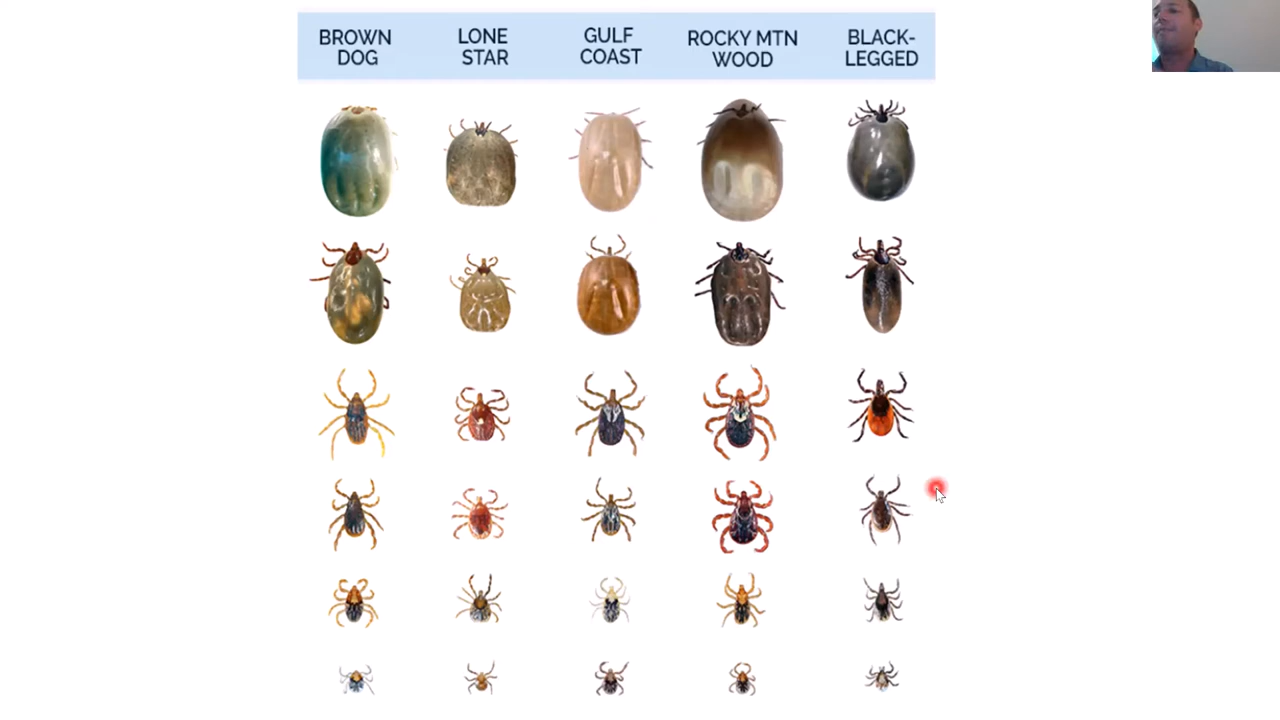 BROWN DOG
LONE STAR
GULF COAST
ROCKY MTN WOOD
BLACK-LEGGED